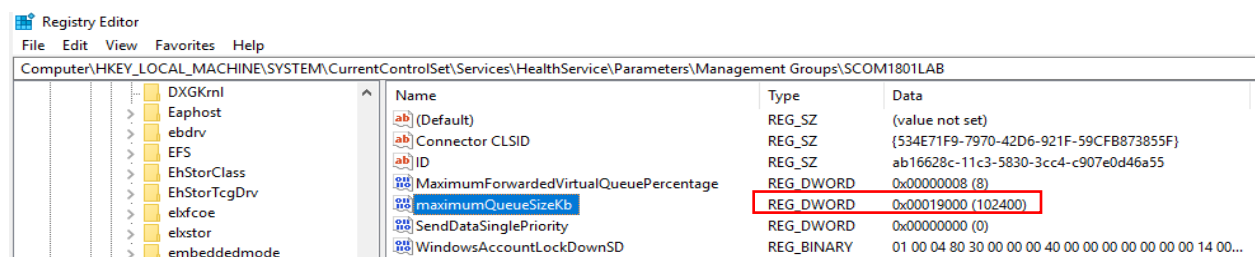 Registry Editor
File Edit View Favorites Help
Computer\HKEY_LOCAL_MACHINE\SYSTEM\CurrentControlSet\Services\HealthService\Parameters\Management Groups\SCOM1801LAB
DXGKrnl
Eaphost
ebdrv
EFS
EhStorClass
EhStorTcgDrv
elxfcoe
elxstor
embeddedmode
Name Type Data
(Default) REG_SZ (value not set)
Connector CLSID REG_SZ {534E71F9-7970-42D6-921F-59CFB873855F}
ID REG_SZ ab16628c-11c3-5830-3cc4-c907e0d46a55
MaximumForwardedVirtualQueuePercentage REG_DWORD 0x00000008 (8)
maximumQueueSizeKb REG_DWORD 0x00019000 (102400)
SendDataSinglePriority REG_DWORD 0x00000000 (0)
WindowsAccountLockDownSD REG_BINARY 01 00 04 80 30 00 00 00 40 00 00 00 00 00 00 00 14 00...